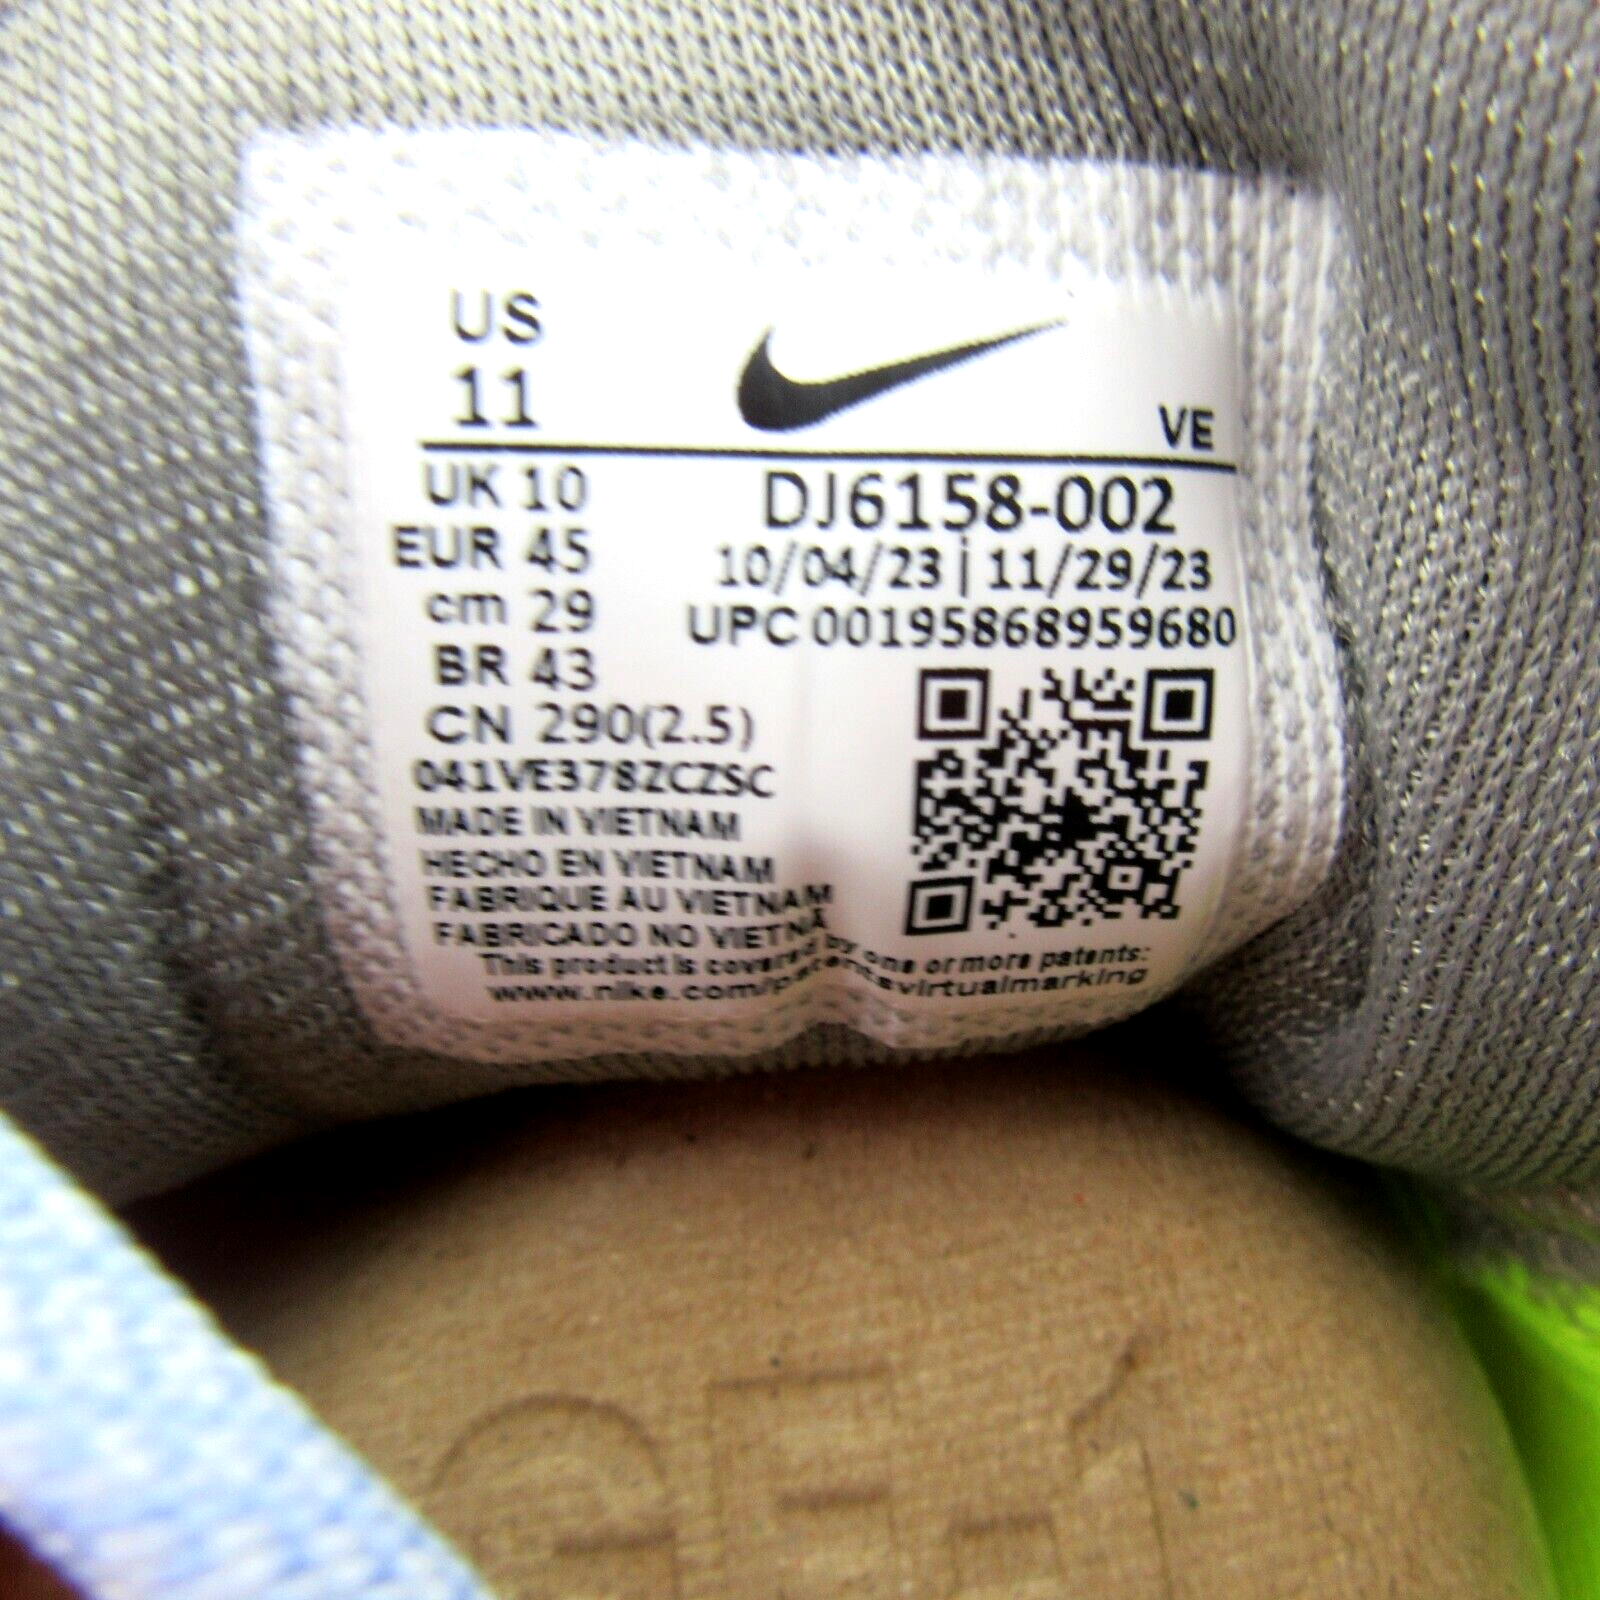 US
11
VE
UK 10
EUR 45
cm 29
BR 43
CN 290(2.5)
DJ6158-002
10/04/23 | 11/29/23
UPC 00195868959680
041VE378ZCZSC
MADE IN VIETNAM
HECHO EN VIETNAM
FABRIQUE AU VIETNAM
FABRICADO NO VIETNÃ
This product is covered by one or more patents:
www.nike.com/patentsvirtualmarking